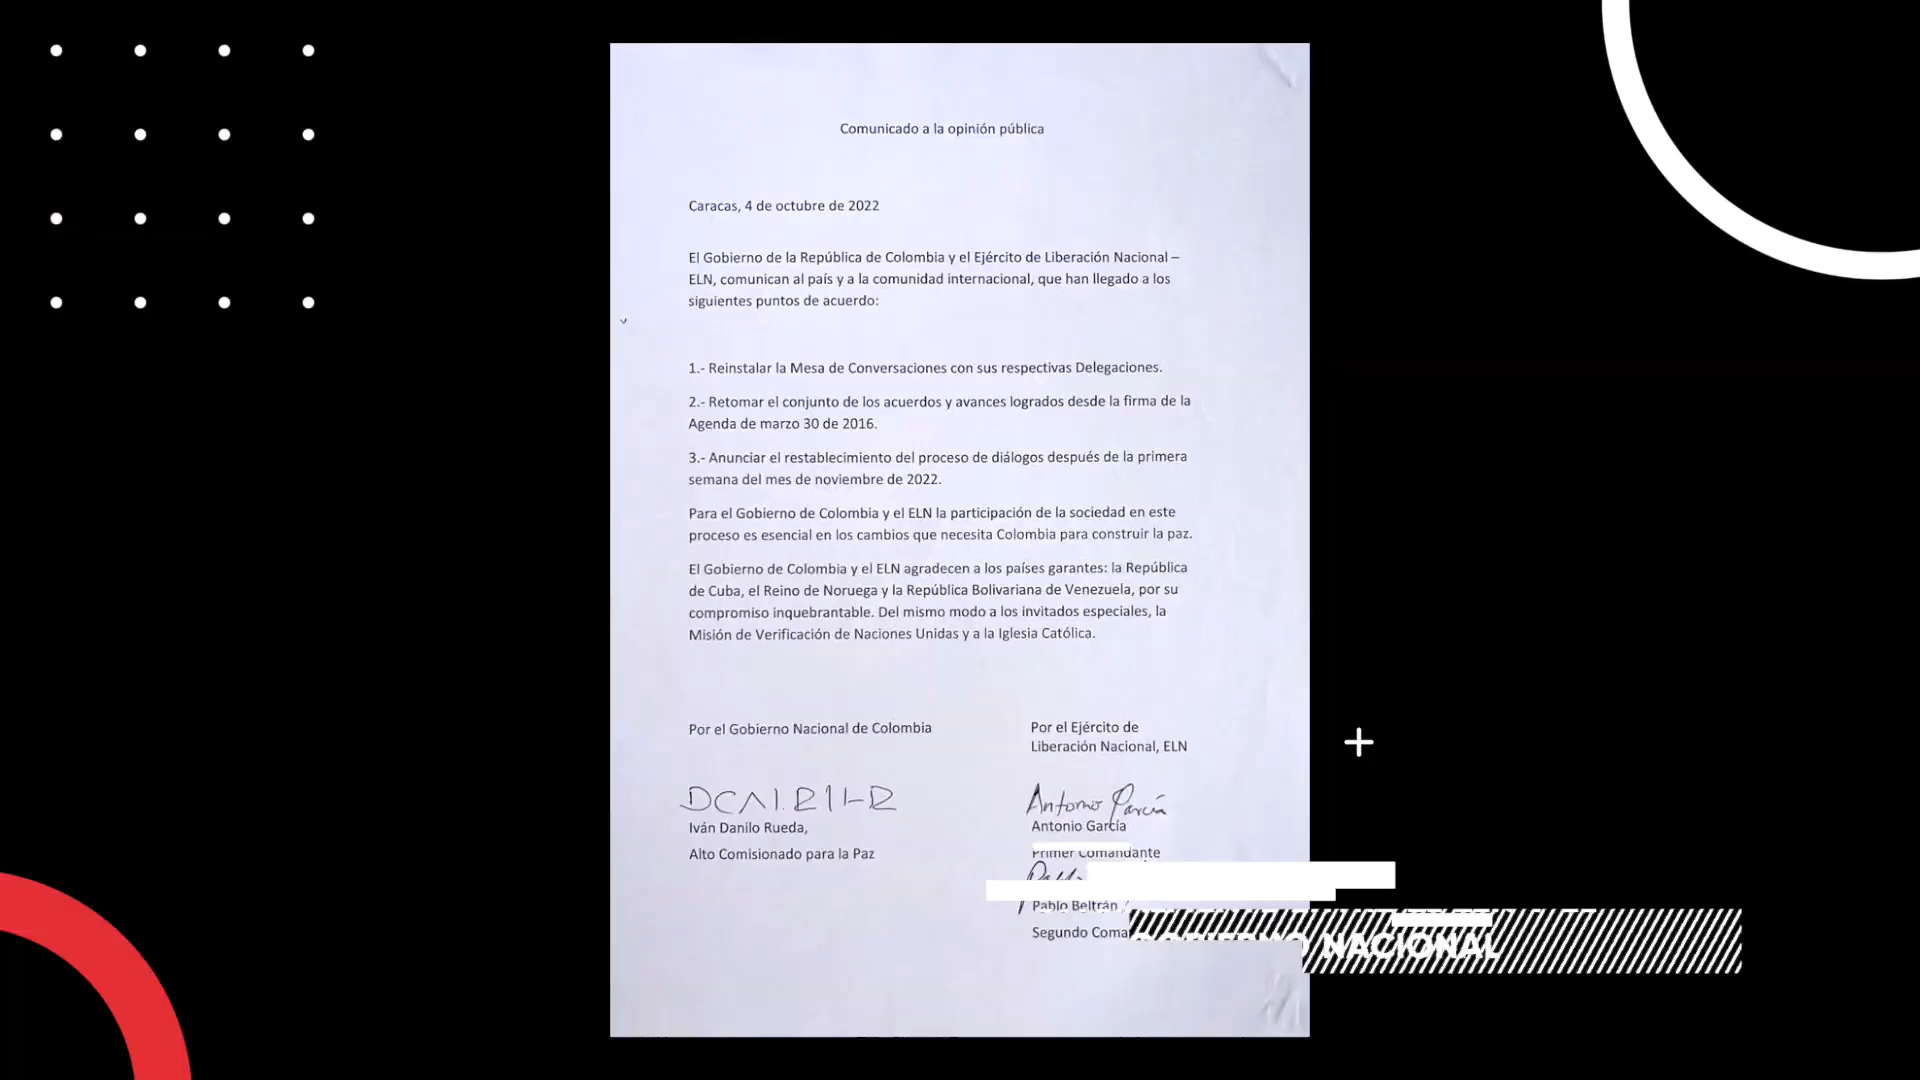 Comunicado a la opinión pública
Caracas, 4 de octubre de 2022
El Gobierno de la República de Colombia y el Ejército de Liberación Nacional –
ELN, comunican al país y a la comunidad internacional, que han llegado a los
siguientes puntos de acuerdo:
1.- Reinstalar la Mesa de Conversaciones con sus respectivas Delegaciones.
2.- Retomar el conjunto de los acuerdos y avances logrados desde la firma de la
Agenda de marzo 30 de 2016.
3.- Anunciar el restablecimiento del proceso de diálogos después de la primera
semana del mes de noviembre de 2022.
Para el Gobierno de Colombia y el ELN la participación de la sociedad en este
proceso es esencial en los cambios que necesita Colombia para construir la paz.
El Gobierno de Colombia y el ELN agradecen a los países garantes: la República
de Cuba, el Reino de Noruega y la República Bolivariana de Venezuela, por su
compromiso inquebrantable. Del mismo modo a los invitados especiales, la
Misión de Verificación de Naciones Unidas y a la Iglesia Católica.
Por el Gobierno Nacional de Colombia
Por el Ejército de
Liberación Nacional, ELN
Antonio García
Iván Danilo Rueda,
Antonio García
Alto Comisionado para la Paz
Primer Comandante
Pablo Beltrán
Segundo Coma
GOBIERNO NACIONAL